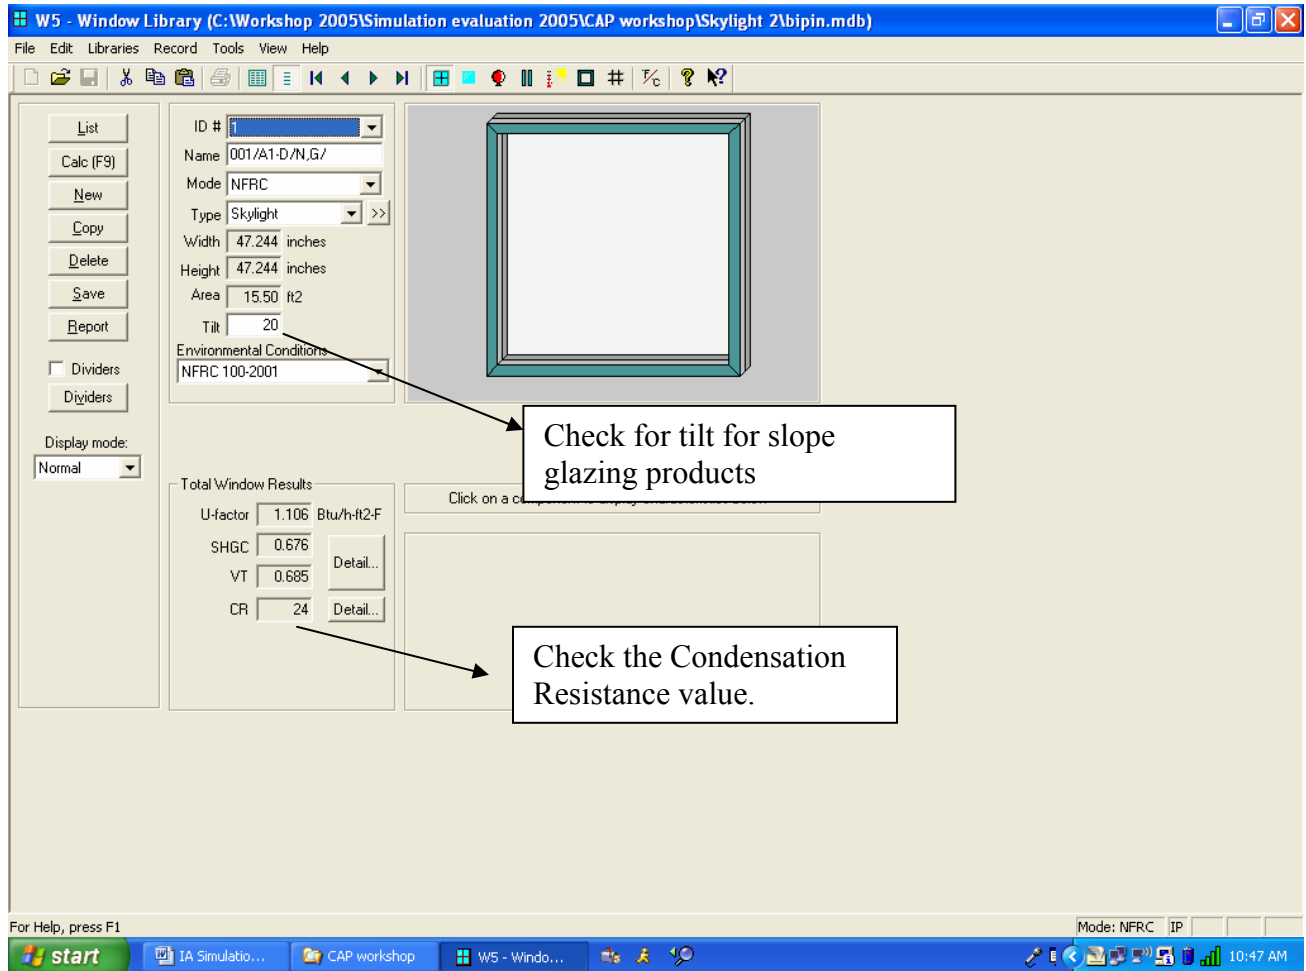 W5 - Window Library (C:\Workshop 2005\Simulation evaluation 2005\CAP workshop\Skylight 2\bipin.mdb)
File Edit Libraries Record Tools View Help
List
Calc (F9)
New
Copy
Delete
Save
Report
Dividers
Dividers
Display mode:
Normal
ID # 1
Name 001/A1-D/N,G/
Mode NFRC
Type Skylight >>
Width 47.244 inches
Height 47.244 inches
Area 15.50 ft2
Tilt 20
Environmental Conditions
NFRC 100-2001
Check for tilt for slope
glazing products
Total Window Results
U-factor 1.106 Btu/h-ft2-F
SHGC 0.676
VT 0.685
Detail...
CR 24 Detail...
Click on a
Check the Condensation
Resistance value.
For Help, press F1
Mode: NFRC IP
start IA Simulatio... CAP workshop W5 - Windo... 10:47 AM